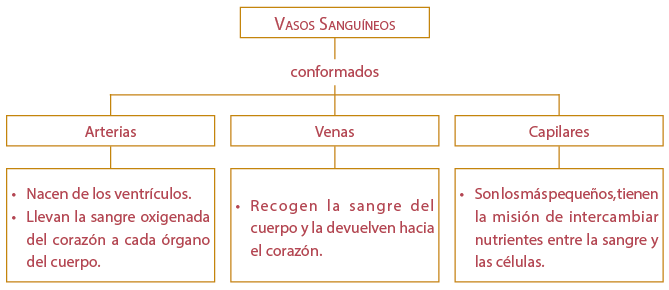 VASOS SANGUÍNEOS
conformados
Arterias
Venas
Capilares
• Nacen de los ventrículos.
• Llevan la sangre oxigenada
del corazón a cada órgano
del cuerpo.
• Recogen la sangre del
cuerpo y la devuelven hacia
el corazón.
• Son los más pequeños, tienen
la misión de intercambiar
nutrientes entre la sangre y
las células.